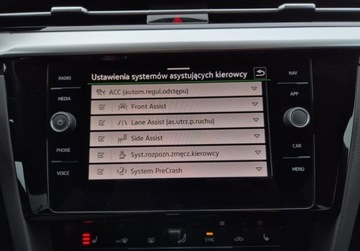 Ustawienia systemów asystujących kierowcy
RADIO
MEDIA
PHONE
VOICE
ACC (autom.regul.odstępu)
Front Assist
Lane Assist (as.utrz.p.ruchu)
Side Assist
Syst.rozpozn.zmęcz.kierowcy
System PreCrash
NAV
APP
CAR
MENU
SYNC